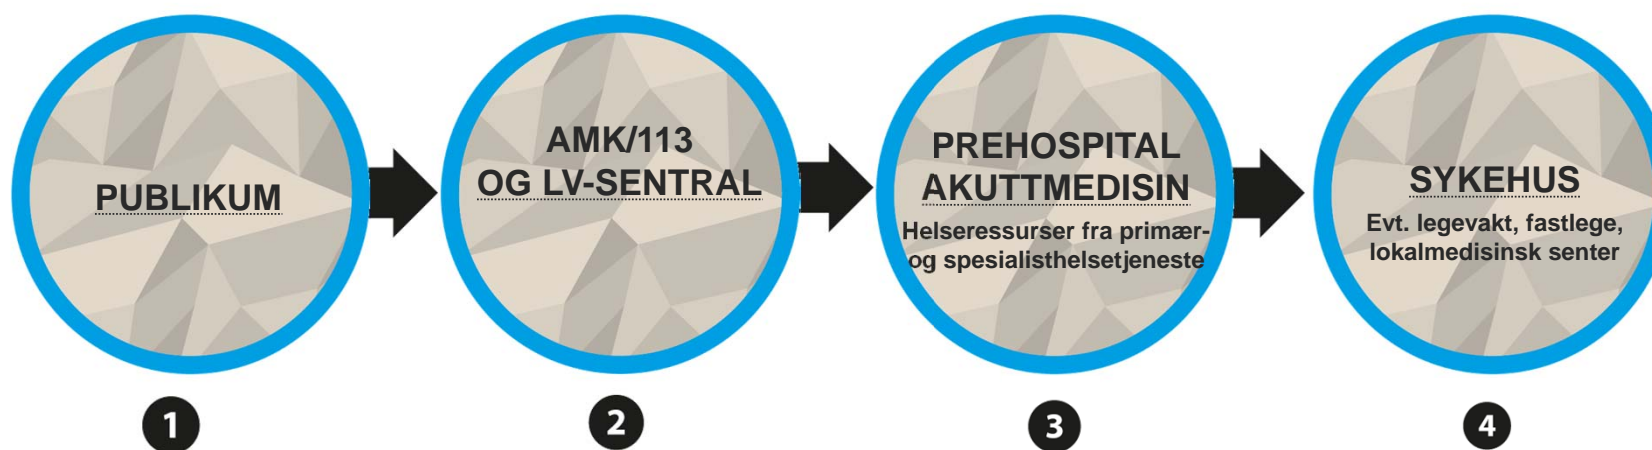 PUBLIKUM
AMK/113
OG LV-SENTRAL
PREHOSPITAL
AKUTTMEDISIN
Helseressurser fra primær-
og spesialisthelsetjeneste
SYKEHUS
Evt. legevakt, fastlege,
lokalmedisinsk senter
1
2
3
4